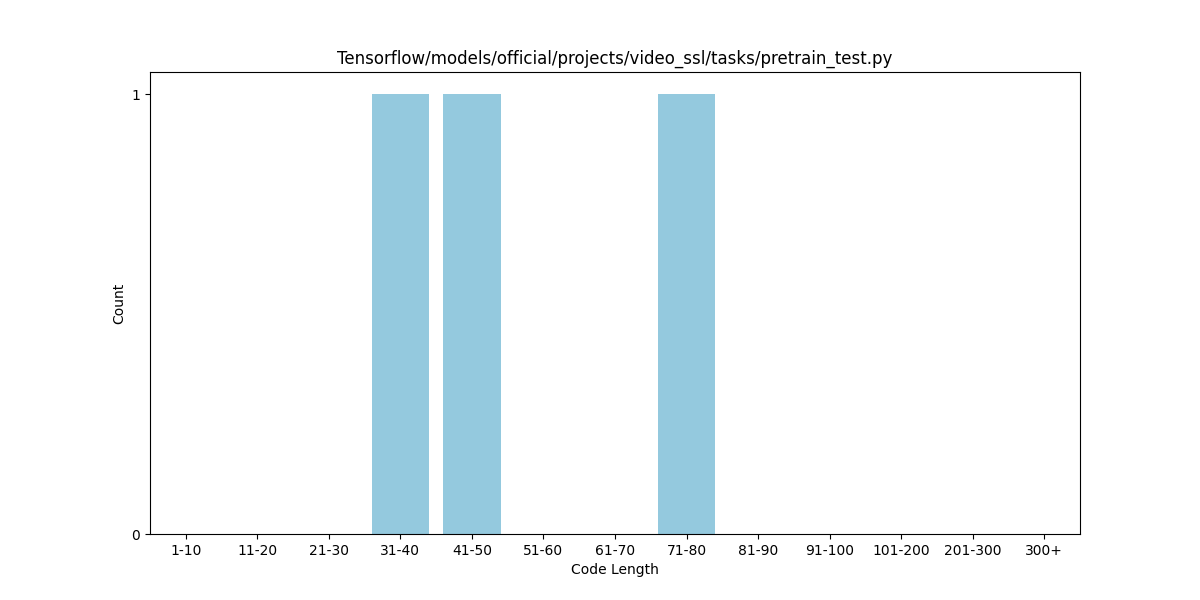 Tensorflow/models/official/projects/video_ssl/tasks/pretrain_test.py
1
Count
0
1-10 11-20 21-30 31-40 41-50 51-60 61-70 71-80 81-90 91-100 101-200 201-300 300+
Code Length